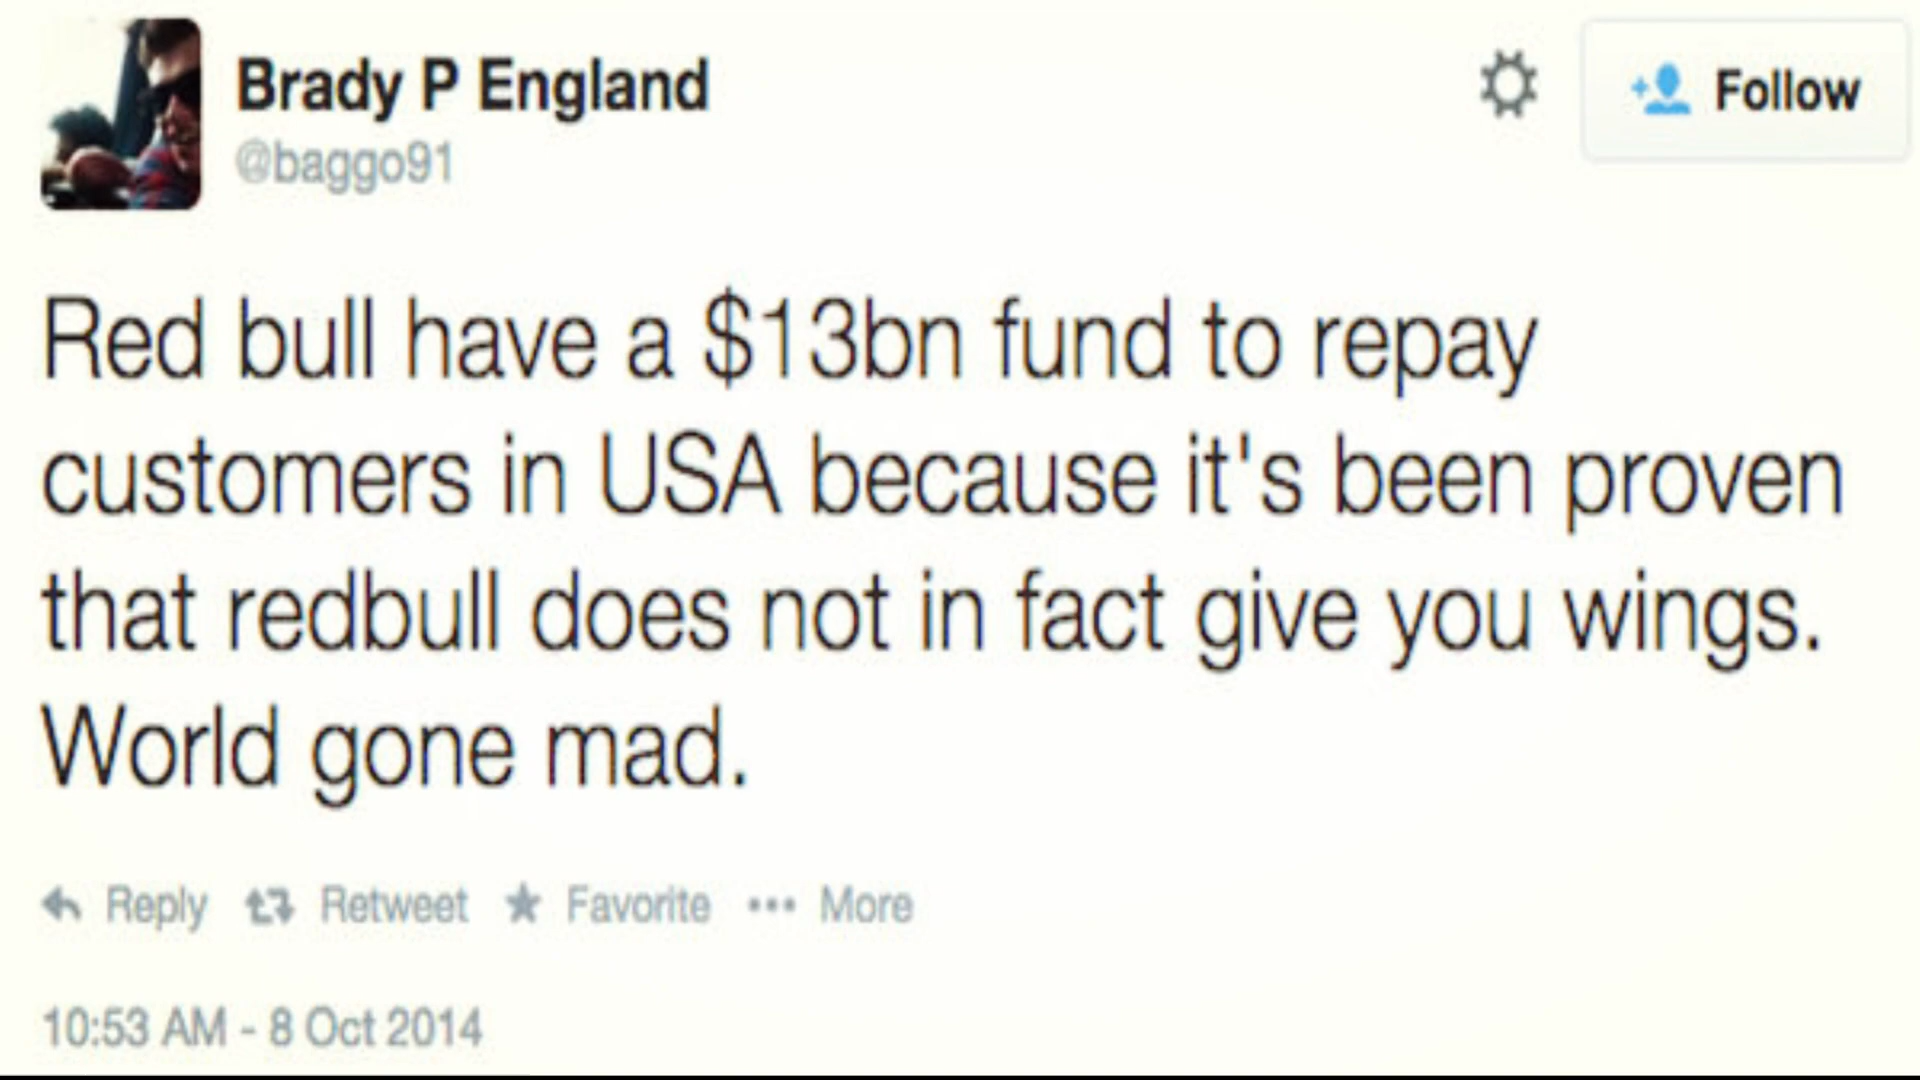 Brady P England
@baggo91
Follow
Red bull have a $13bn fund to repay
customers in USA because it's been proven
that redbull does not in fact give you wings.
World gone mad.
Reply Retweet Favorite More
10:53 AM - 8 Oct 2014